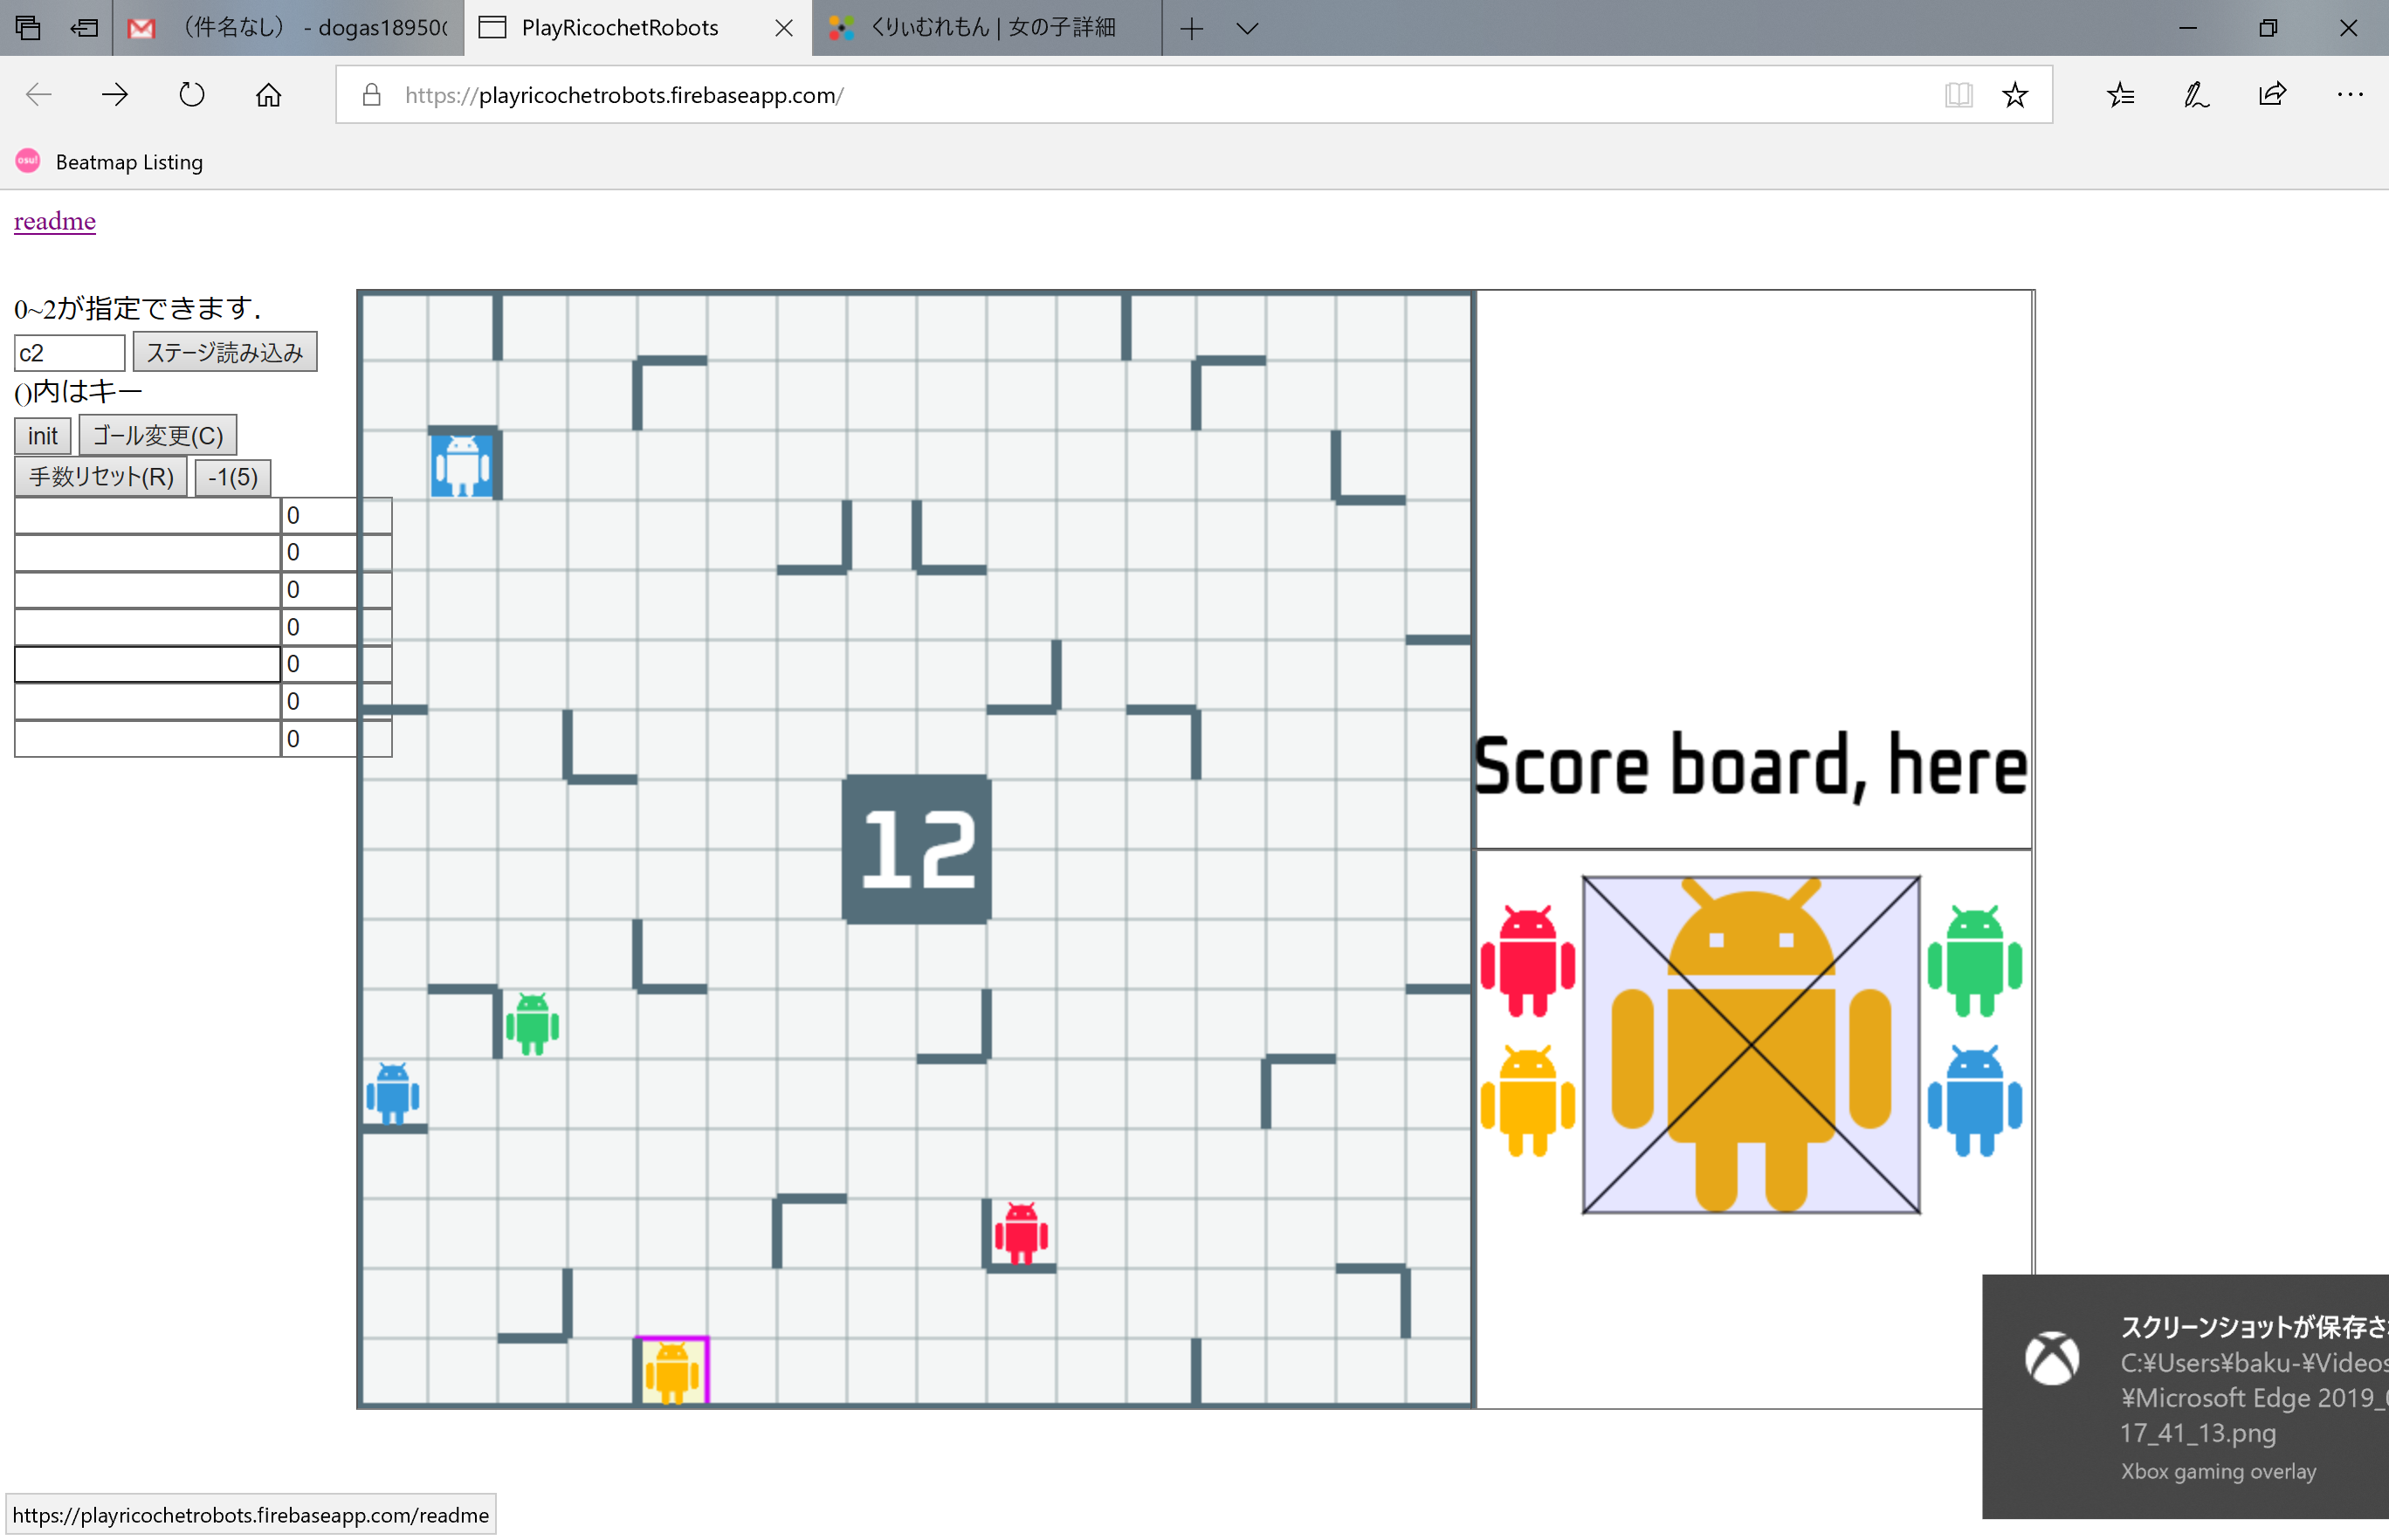 （件名なし） - dogas18950(
PlayRicochetRobots
くりぃむれもん | 女の子詳細
https://playricochetrobots.firebaseapp.com/
osu!
Beatmap Listing
readme
0~2が指定できます.
c2
ステージ読み込み
()内はキー
init
ゴール変更(C)
手数リセット(R)
-1(5)
0
0
0
0
0
0
0
12
Score board, here
スクリーンショットが保存さ
C:¥Users¥baku-¥Videos
¥Microsoft Edge 2019_
17_41_13.png
Xbox gaming overlay
https://playricochetrobots.firebaseapp.com/readme